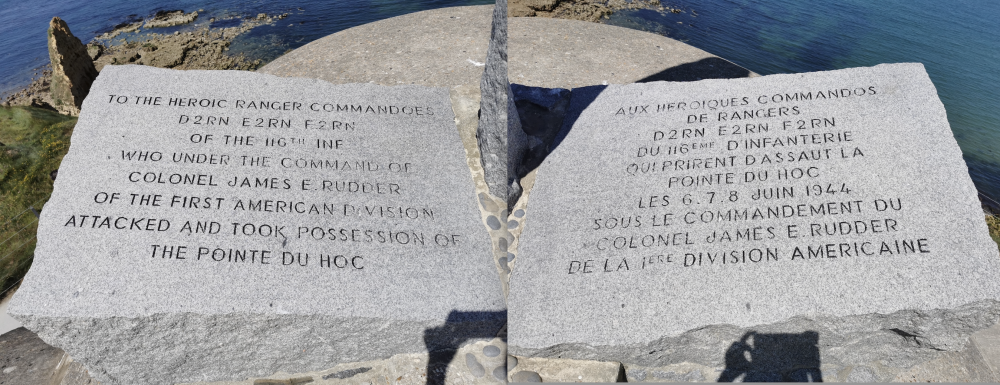 TO THE HEROIC RANGER COMMANDOES
D2RN E2RN F2RN
OF THE 116TH INF
WHO UNDER THE COMMAND OF
COLONEL JAMES E.RUDDER
OF THE FIRST AMERICAN DIVISION
ATTACKED AND TOOK POSSESSION OF
THE POINTE DU HOC
AUX HEROIQUES COMMANDOS
DE RANGERS
D2RN E2RN F2RN
DU 116EME D'INFANTERIE
QUI PRIRENT D'ASSAUT LA
POINTE DU HOC
LES 6.7.8 JUIN 1944
SOUS LE COMMANDEMENT DU
COLONEL JAMES E.RUDDER
DE LA 1ERE DIVISION AMERICAINE